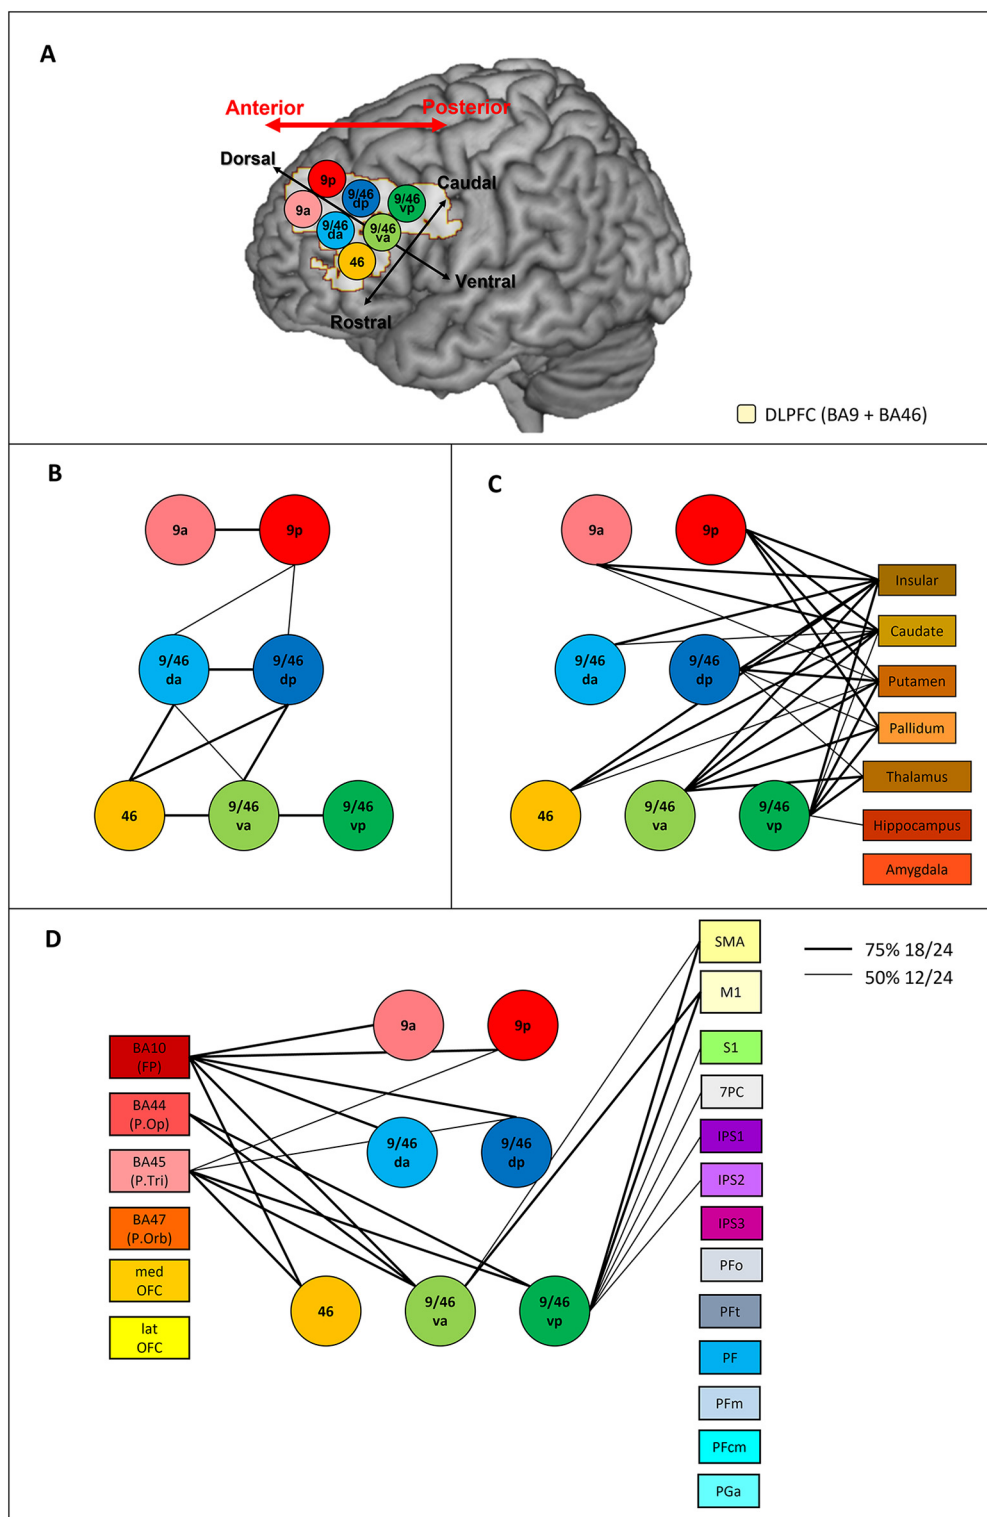 A
Anterior
Posterior
Dorsal
Caudal
9p
9/46
dp
9/46
vp
9a
9/46
da
9/46
va
46
Ventral
Rostral
DLPFC (BA9 + BA46)
B
9a
9p
9/46
da
9/46
dp
46
9/46
va
9/46
vp
C
9a
9p
9/46
da
9/46
dp
46
9/46
va
9/46
vp
Insular
Caudate
Putamen
Pallidum
Thalamus
Hippocampus
Amygdala
D
75% 18/24
50% 12/24
BA10
(FP)
BA44
(P.Op)
BA45
(P.Tri)
BA47
(P.Orb)
med
OFC
lat
OFC
9a
9p
9/46
da
9/46
dp
46
9/46
va
9/46
vp
SMA
M1
S1
7PC
IPS1
IPS2
IPS3
PFo
PFt
PF
PFm
PFcm
PGa